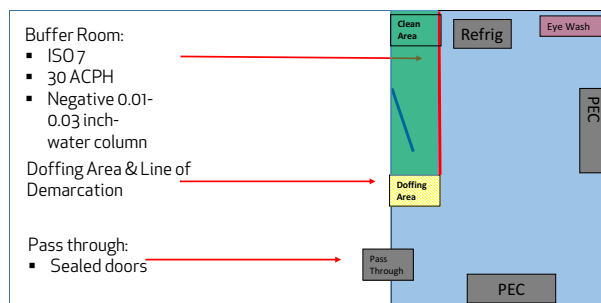 Buffer Room:
▪ ISO 7
▪ 30 ACPH
▪ Negative 0.01-
0.03 inch-
water column
Doffing Area & Line of
Demarcation
Pass through:
▪ Sealed doors
Clean
Area
Refrig
Eye Wash
PEC
Doffing
Area
Pass
Through
PEC